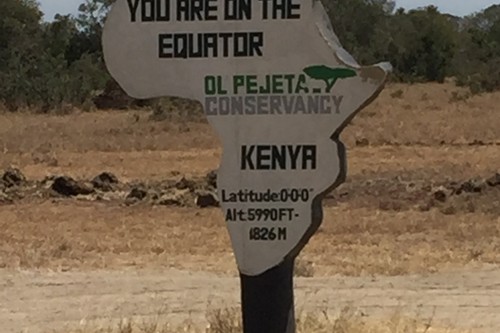 YOU ARE ON THE
EQUATOR
OL PEJETA
CONSERVANCY
KENYA
Latitude:0-0-0"
Alt:5990FT-
1826M